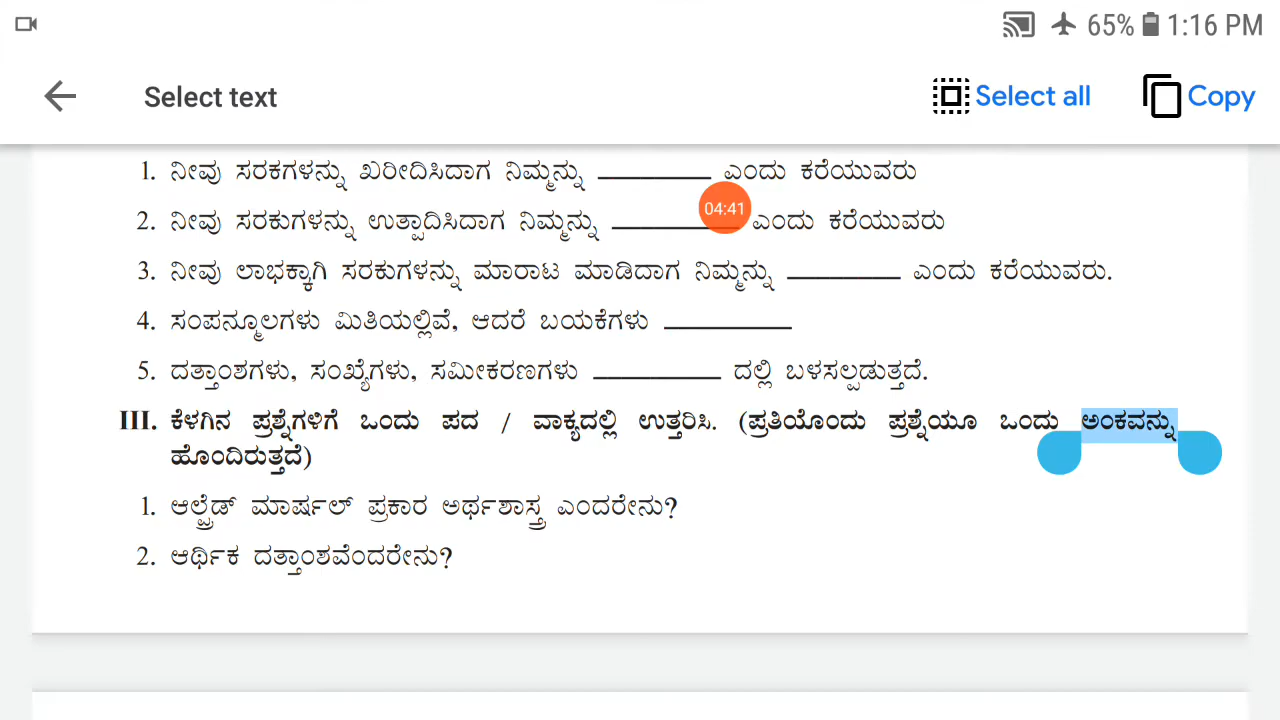 65% 1:16 PM
Select text Select all Copy
1. ನೀವು ಸರಕಗಳನ್ನು ಖರೀದಿಸಿದಾಗ ನಿಮ್ಮನ್ನು ________ ಎಂದು ಕರೆಯುವರು
04:41
2. ನೀವು ಸರಕುಗಳನ್ನು ಉತ್ಪಾದಿಸಿದಾಗ ನಿಮ್ಮನ್ನು ________ ಎಂದು ಕರೆಯುವರು
3. ನೀವು ಲಾಭಕ್ಕಾಗಿ ಸರಕುಗಳನ್ನು ಮಾರಾಟ ಮಾಡಿದಾಗ ನಿಮ್ಮನ್ನು ________ ಎಂದು ಕರೆಯುವರು.
4. ಸಂಪನ್ಮೂಲಗಳು ಮಿತಿಯಲ್ಲಿವೆ, ಆದರೆ ಬಯಕೆಗಳು ________
5. ದತ್ತಾಂಶಗಳು, ಸಂಖ್ಯೆಗಳು, ಸಮೀಕರಣಗಳು ________ ದಲ್ಲಿ ಬಳಸಲ್ಪಡುತ್ತದೆ.
III. ಕೆಳಗಿನ ಪ್ರಶ್ನೆಗಳಿಗೆ ಒಂದು ಪದ / ವಾಕ್ಯದಲ್ಲಿ ಉತ್ತರಿಸಿ. (ಪ್ರತಿಯೊಂದು ಪ್ರಶ್ನೆಯೂ ಒಂದು ಅಂಕವನ್ನು
ಹೊಂದಿರುತ್ತದೆ)
1. ಆಲ್ಫ್ರೆಡ್ ಮಾರ್ಷಲ್ ಪ್ರಕಾರ ಅರ್ಥಶಾಸ್ತ್ರ ಎಂದರೇನು?
2. ಆರ್ಥಿಕ ದತ್ತಾಂಶವೆಂದರೇನು?